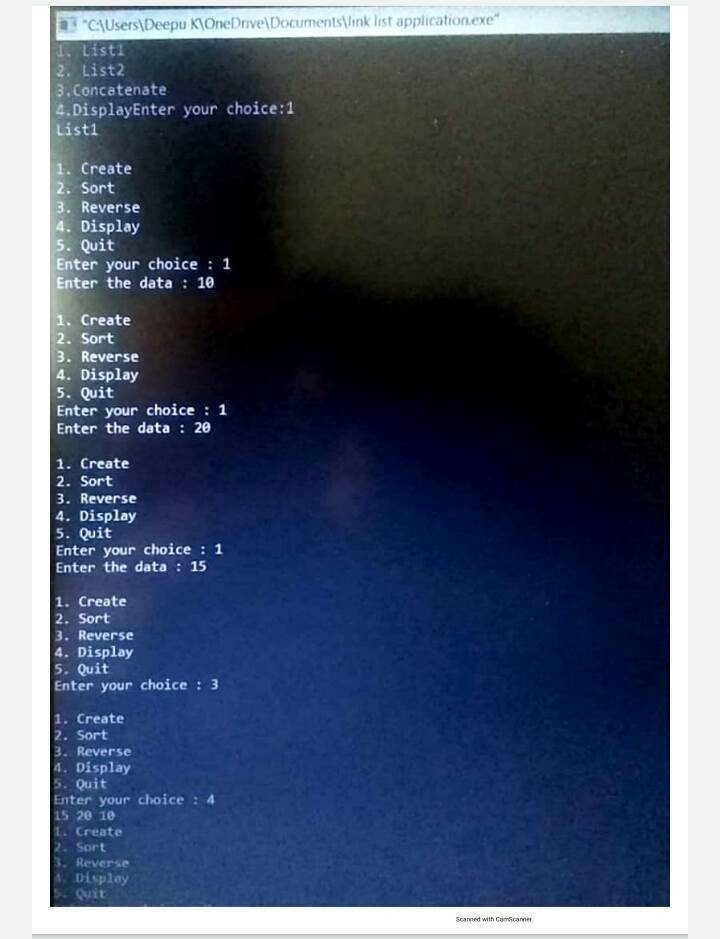 "C:\Users\Deepu K\OneDrive\Documents\link list application.exe"
1. List1
2. List2
3.Concatenate
4.DisplayEnter your choice:1
List1
1. Create
2. Sort
3. Reverse
4. Display
5. Quit
Enter your choice : 1
Enter the data : 10
1. Create
2. Sort
3. Reverse
4. Display
5. Quit
Enter your choice : 1
Enter the data : 20
1. Create
2. Sort
3. Reverse
4. Display
5. Quit
Enter your choice : 1
Enter the data : 15
1. Create
2. Sort
3. Reverse
4. Display
5. Quit
Enter your choice : 3
1. Create
2. Sort
3. Reverse
4. Display
5. Quit
Enter your choice : 4
15 20 10
1. Create
2. Sort
3. Reverse
4. Display
5. Quit
Scanned with CamScanner